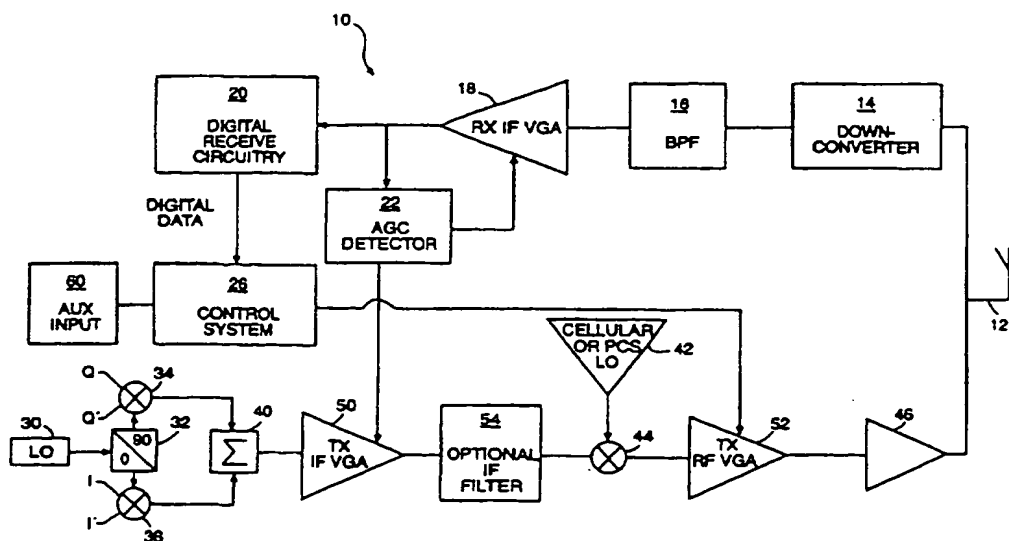 10
20
DIGITAL
RECEIVE
CIRCUITRY
18
RX IF VGA
16
BPF
14
DOWN-
CONVERTER
DIGITAL
DATA
22
AGC
DETECTOR
60
AUX
INPUT
26
CONTROL
SYSTEM
CELLULAR
OR PCS
LO
42
12
Q
Q'
34
30
LO
32
90
0
I
I'
36
40
Σ
50
TX
IF VGA
54
OPTIONAL
IF
FILTER
44
TX
RF VGA
52
46